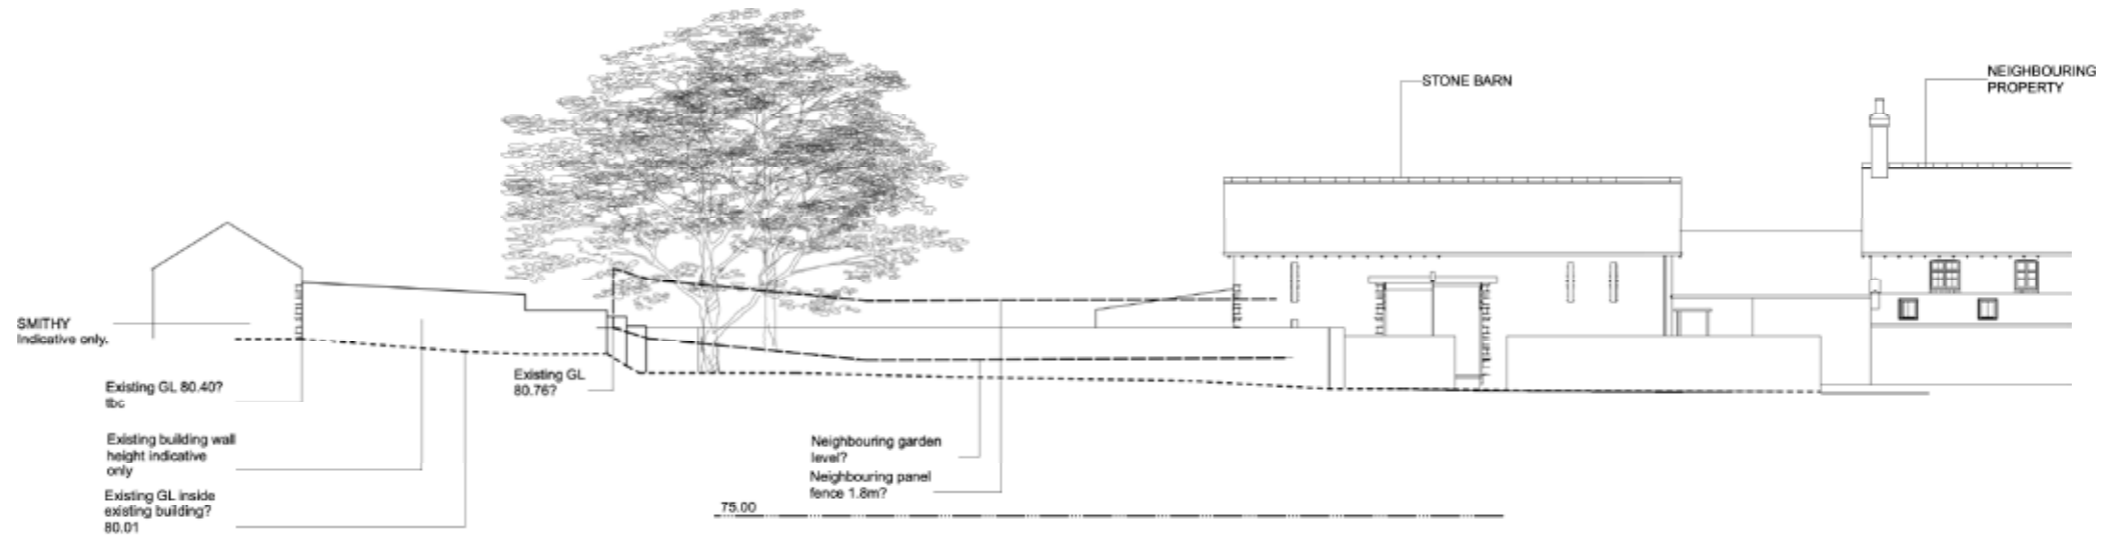 STONE BARN
NEIGHBOURING
PROPERTY
SMITHY
Indicative only.
Existing GL 80.40?
tbc
Existing GL
80.76?
Existing building wall
height indicative
only
Neighbouring garden
level?
Neighbouring panel
fence 1.8m?
Existing GL inside
existing building?
80.01
75.00